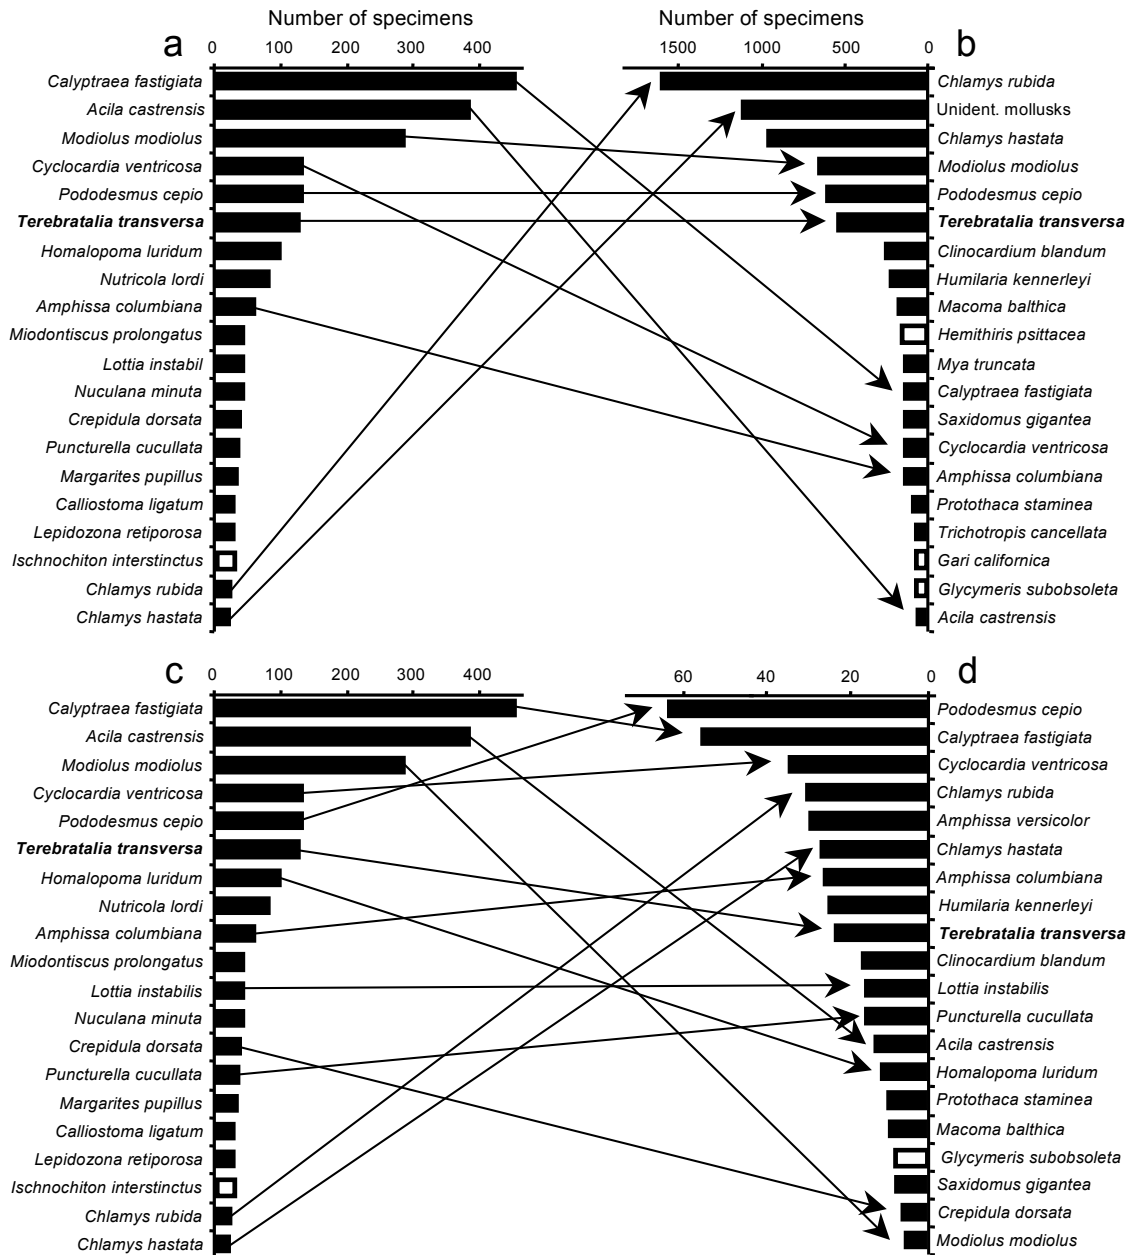 Number of specimens
Number of specimens
a
b
0 100 200 300 400
1500 1000 500 0
Calyptraea fastigiata
Acila castrensis
Modiolus modiolus
Cyclocardia ventricosa
Pododesmus cepio
Terebratalia transversa
Homalopoma luridum
Nutricola lordi
Amphissa columbiana
Miodontiscus prolongatus
Lottia instabil
Nuculana minuta
Crepidula dorsata
Puncturella cucullata
Margarites pupillus
Calliostoma ligatum
Lepidozona retiporosa
Ischnochiton interstinctus
Chlamys rubida
Chlamys hastata
Chlamys rubida
Unident. mollusks
Chlamys hastata
Modiolus modiolus
Pododesmus cepio
Terebratalia transversa
Clinocardium blandum
Humilaria kennerleyi
Macoma balthica
Hemithiris psittacea
Mya truncata
Calyptraea fastigiata
Saxidomus gigantea
Cyclocardia ventricosa
Amphissa columbiana
Protothaca staminea
Trichotropis cancellata
Gari californica
Glycymeris subobsoleta
Acila castrensis
c
d
0 100 200 300 400
60 40 20 0
Calyptraea fastigiata
Acila castrensis
Modiolus modiolus
Cyclocardia ventricosa
Pododesmus cepio
Terebratalia transversa
Homalopoma luridum
Nutricola lordi
Amphissa columbiana
Miodontiscus prolongatus
Lottia instabilis
Nuculana minuta
Crepidula dorsata
Puncturella cucullata
Margarites pupillus
Calliostoma ligatum
Lepidozona retiporosa
Ischnochiton interstinctus
Chlamys rubida
Chlamys hastata
Pododesmus cepio
Calyptraea fastigiata
Cyclocardia ventricosa
Chlamys rubida
Amphissa versicolor
Chlamys hastata
Amphissa columbiana
Humilaria kennerleyi
Terebratalia transversa
Clinocardium blandum
Lottia instabilis
Puncturella cucullata
Acila castrensis
Homalopoma luridum
Protothaca staminea
Macoma balthica
Glycymeris subobsoleta
Saxidomus gigantea
Crepidula dorsata
Modiolus modiolus